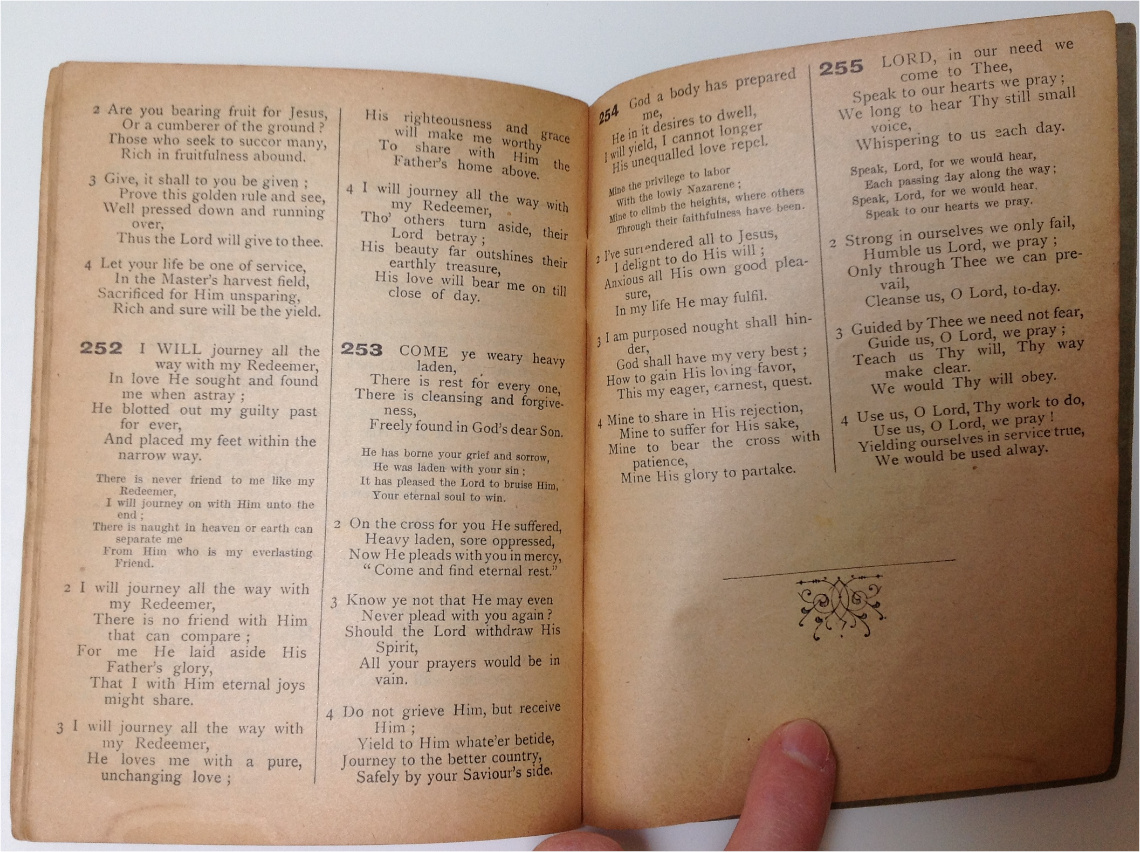 2 Are you bearing fruit for Jesus,
Or a cumberer of the ground ?
Those who seek to succor many,
Rich in fruitfulness abound.
3 Give, it shall to you be given ;
Prove this golden rule and see,
Well pressed down and running
over,
Thus the Lord will give to thee.
4 Let your life be one of service,
In the Master's harvest field,
Sacrificed for Him unsparing,
Rich and sure will be the yield.
252 I WILL journey all the
way with my Redeemer,
In love He sought and found
me when astray ;
He blotted out my guilty past
for ever,
And placed my feet within the
narrow way.
There is never friend to me like my
Redeemer,
I will journey on with Him unto the
end ;
There is naught in heaven or earth can
separate me
From Him who is my everlasting
Friend.
2 I will journey all the way with
my Redeemer,
There is no friend with Him
that can compare ;
For me He laid aside His
Father's glory,
That I with Him eternal joys
might share.
3 I will journey all the way with
my Redeemer,
He loves me with a pure,
unchanging love ;
His righteousness and grace
will make me worthy
To share with Him the
Father's home above.
4 I will journey all the way with
my Redeemer,
Tho' others turn aside, their
Lord betray ;
His beauty far outshines their
earthly treasure,
His love will bear me on till
close of day.
253 COME ye weary heavy
laden,
There is rest for every one,
There is cleansing and forgive-
ness,
Freely found in God's dear Son.
He has borne your grief and sorrow,
He was laden with your sin ;
It has pleased the Lord to bruise Him,
Your eternal soul to win.
2 On the cross for you He suffered,
Heavy laden, sore oppressed,
Now He pleads with you in mercy,
" Come and find eternal rest."
3 Know ye not that He may even
Never plead with you again ?
Should the Lord withdraw His
Spirit,
All your prayers would be in
vain.
4 Do not grieve Him, but receive
Him ;
Yield to Him whate'er betide,
Journey to the better country,
Safely by your Saviour's side.
254 God a body has prepared
me,
He in it desires to dwell,
I will yield, I cannot longer
His unequalled love repel.
Mine the privilege to labor
With the lowly Nazarene ;
Mine to climb the heights, where others
Through their faithfulness have been.
2 I've surrendered all to Jesus,
I delight to do His will ;
Anxious all His own good plea-
sure,
In my life He may fulfil.
3 I am purposed nought shall hin-
der,
God shall have my very best ;
How to gain His loving favor,
This my eager, earnest, quest.
4 Mine to share in His rejection,
Mine to suffer for His sake,
Mine to bear the cross with
patience,
Mine His glory to partake.
255 LORD, in our need we
come to Thee,
Speak to our hearts we pray ;
We long to hear Thy still small
voice,
Whispering to us each day.
Speak, Lord, for we would hear,
Each passing day along the way ;
Speak, Lord, for we would hear,
Speak to our hearts we pray.
2 Strong in ourselves we only fail,
Humble us Lord, we pray ;
Only through Thee we can pre-
vail,
Cleanse us, O Lord, to-day.
3 Guided by Thee we need not fear,
Guide us, O Lord, we pray ;
Teach us Thy will, Thy way
make clear.
We would Thy will obey.
4 Use us, O Lord, Thy work to do,
Use us, O Lord, we pray !
Yielding ourselves in service true,
We would be used alway.